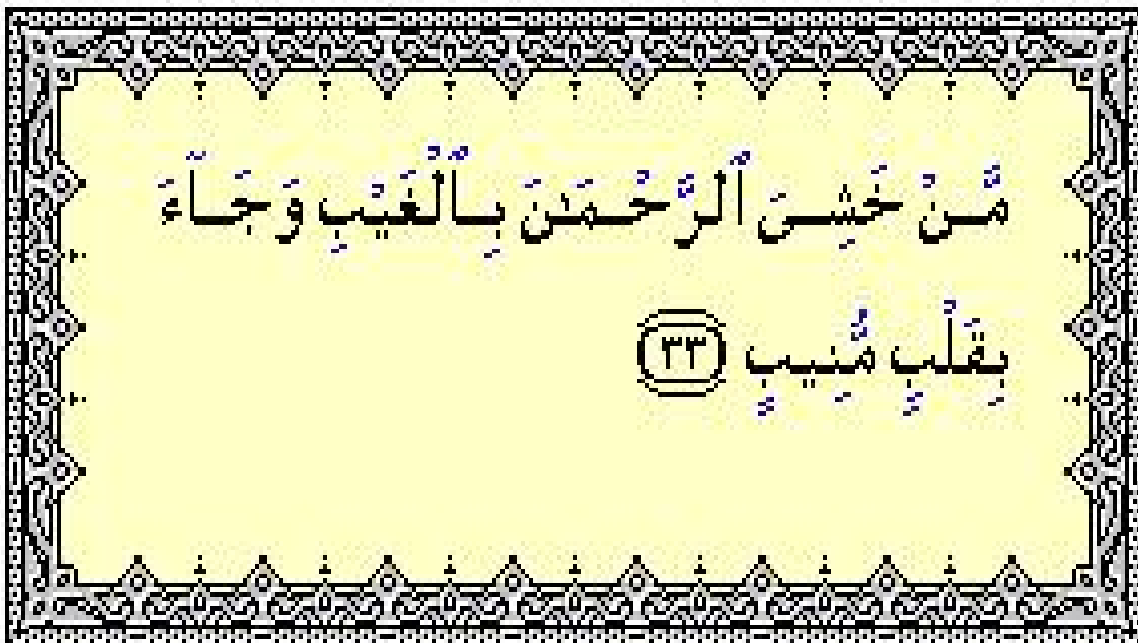 مَّنْ خَشِىَ ٱلرَّحْمَـٰنَ بِٱلْغَيْبِ وَجَآءَ
بِقَلْبٍ مُّنِيبٍ ٣٣